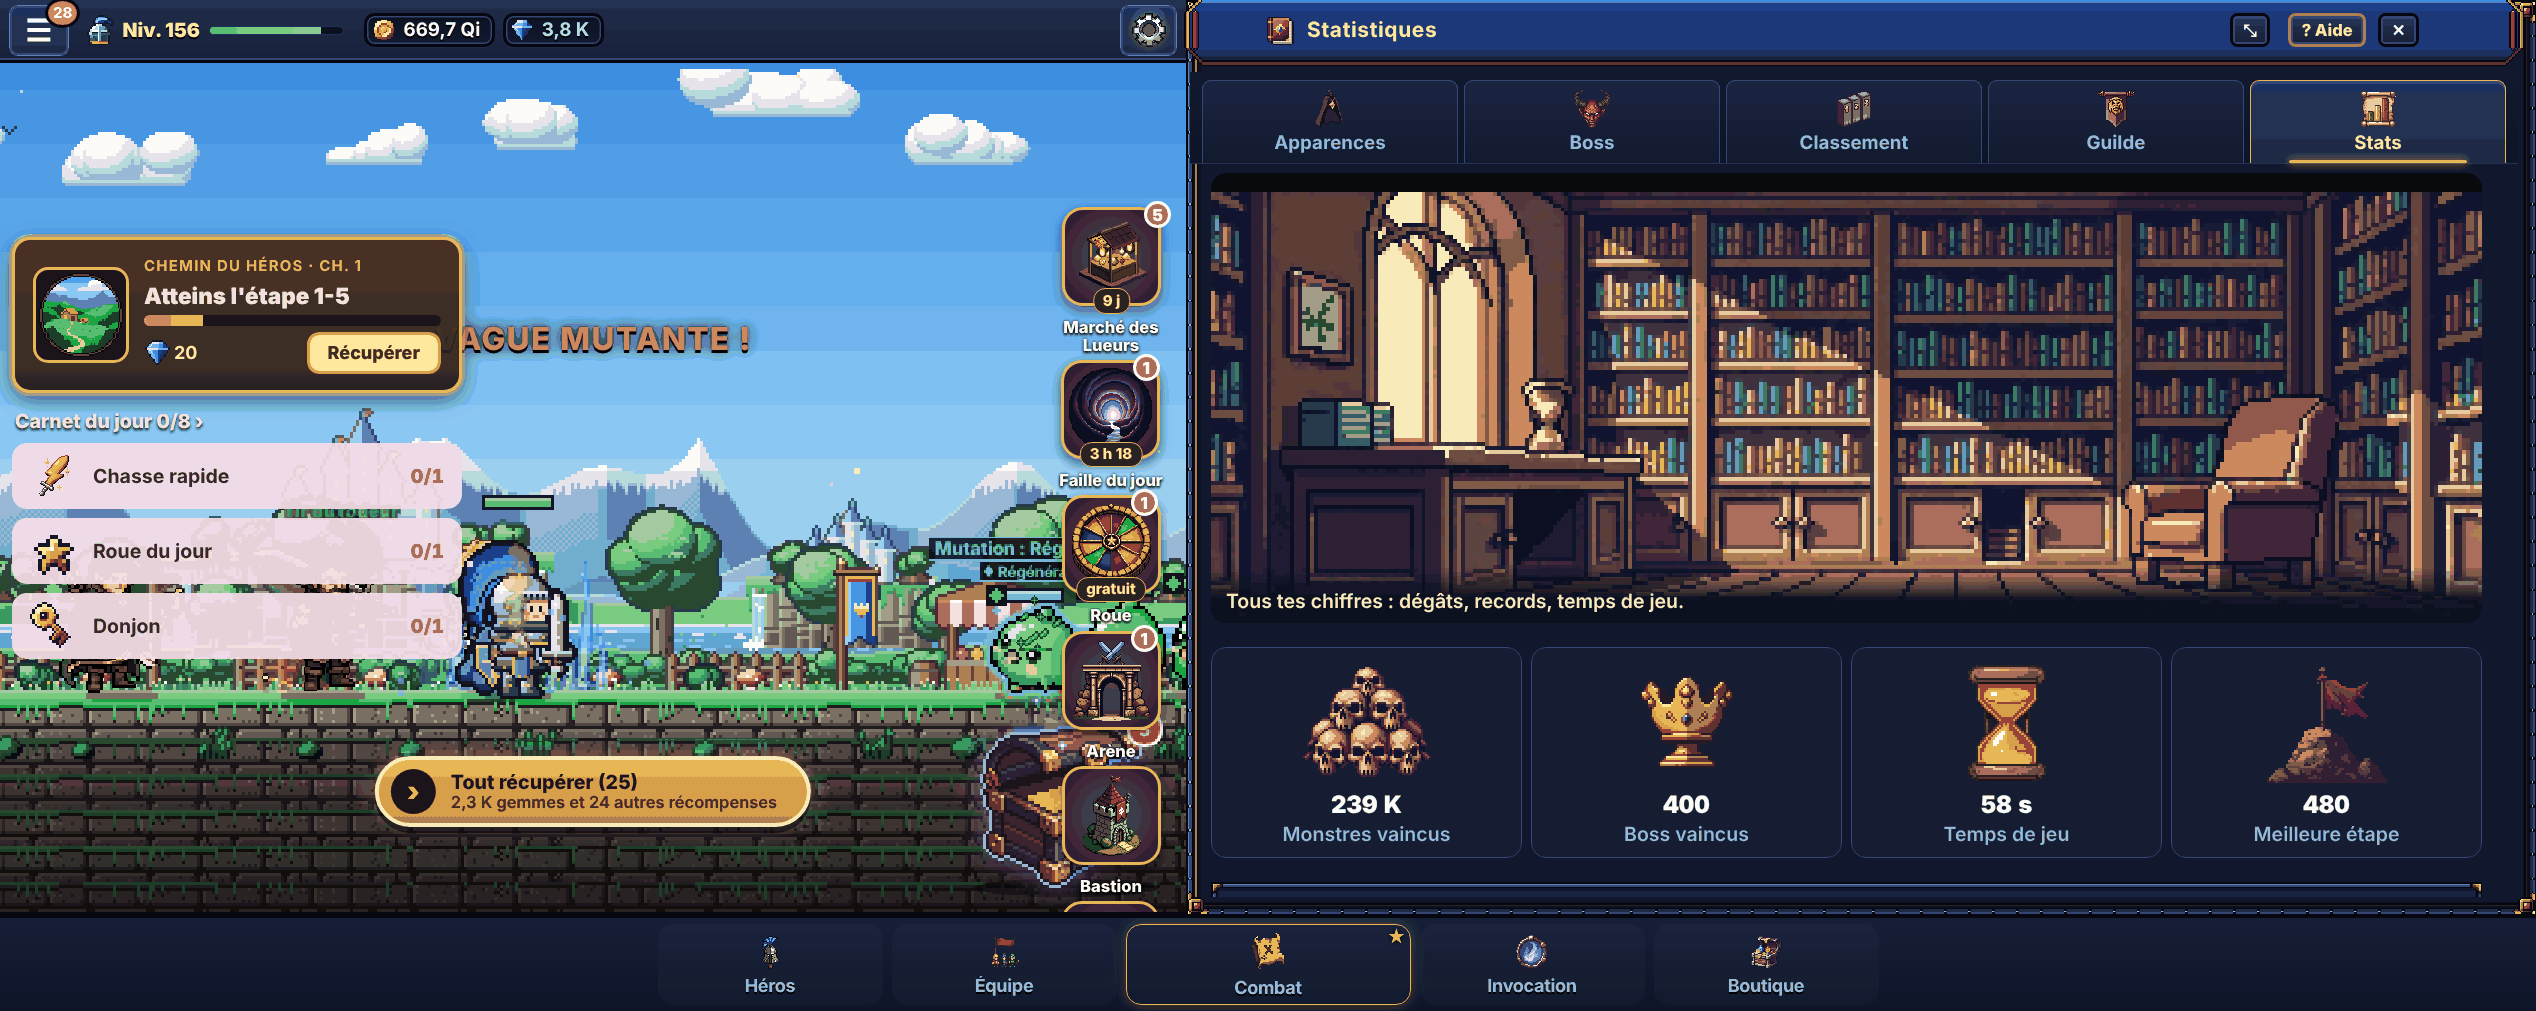 28
Niv. 156
669,7 Qi
3,8 K
CHEMIN DU HÉROS · CH. 1
Atteins l'étape 1-5
20
Récupérer
AGUE MUTANTE !
Carnet du jour 0/8 ›
Chasse rapide
0/1
Roue du jour
0/1
Donjon
0/1
5
9 j
Marché des
Lueurs
1
3 h 18
Faille du jour
1
gratuit
Roue
1
Arène
Bastion
Mutation : Rég
Régénéra
Tout récupérer (25)
2,3 K gemmes et 24 autres récompenses
Statistiques
? Aide
Apparences
Boss
Classement
Guilde
Stats
Tous tes chiffres : dégâts, records, temps de jeu.
239 K
Monstres vaincus
400
Boss vaincus
58 s
Temps de jeu
480
Meilleure étape
Héros
Équipe
Combat
Invocation
Boutique